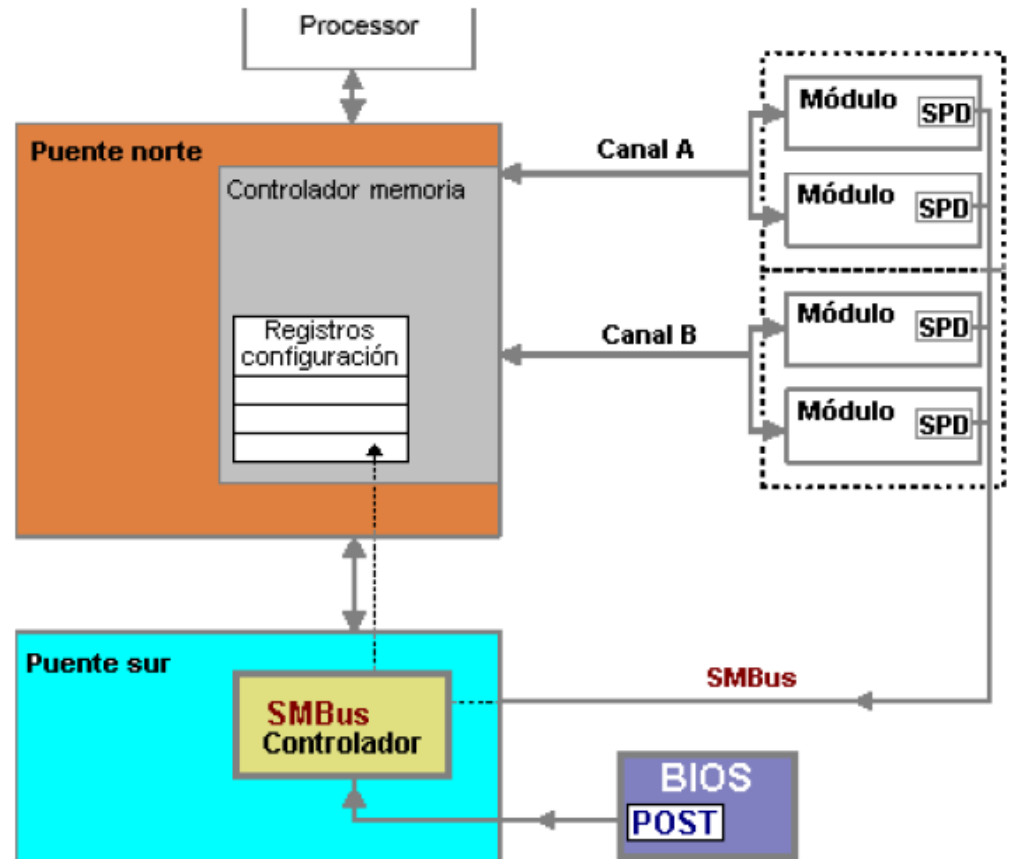 Processor
Puente norte
Controlador memoria
Registros
configuración
Canal A
Canal B
Módulo
SPD
Módulo
SPD
Módulo
SPD
Módulo
SPD
Puente sur
SMBus
Controlador
SMBus
BIOS
POST